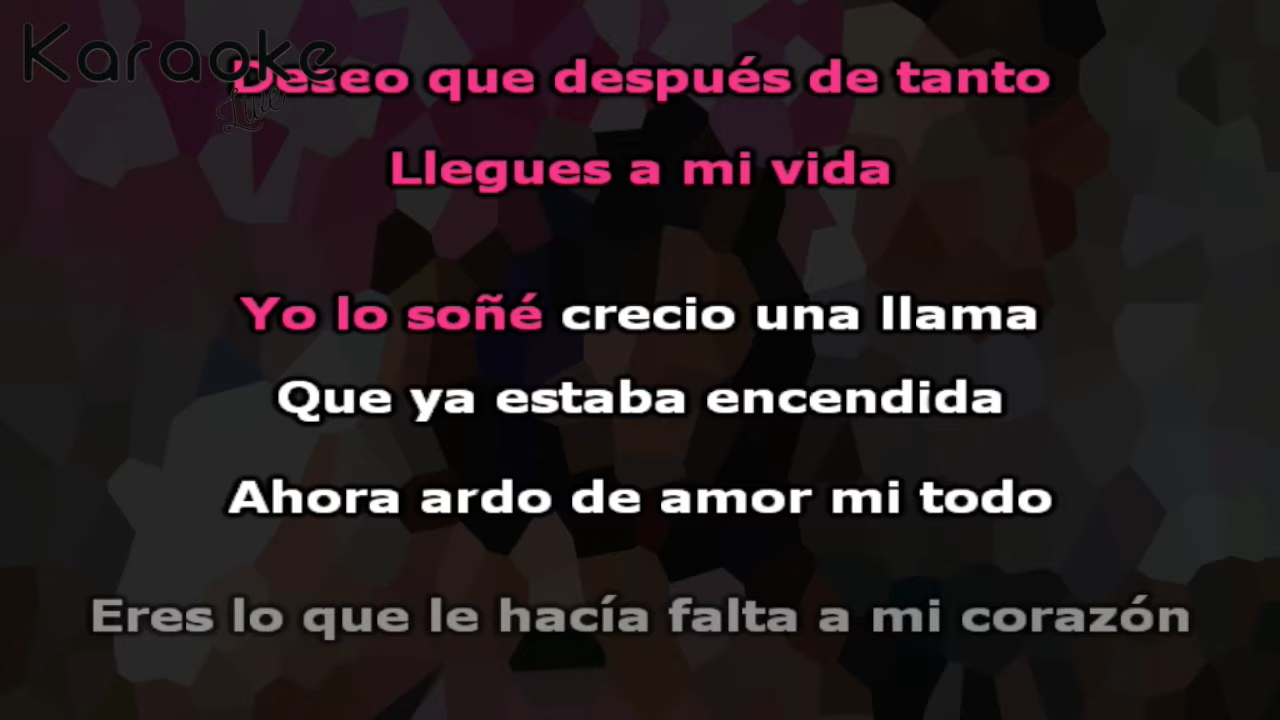 Karaoke
Lule
Deseo que después de tanto
Llegues a mi vida
Yo lo soñé crecio una llama
Que ya estaba encendida
Ahora ardo de amor mi todo
Eres lo que le hacía falta a mi corazón